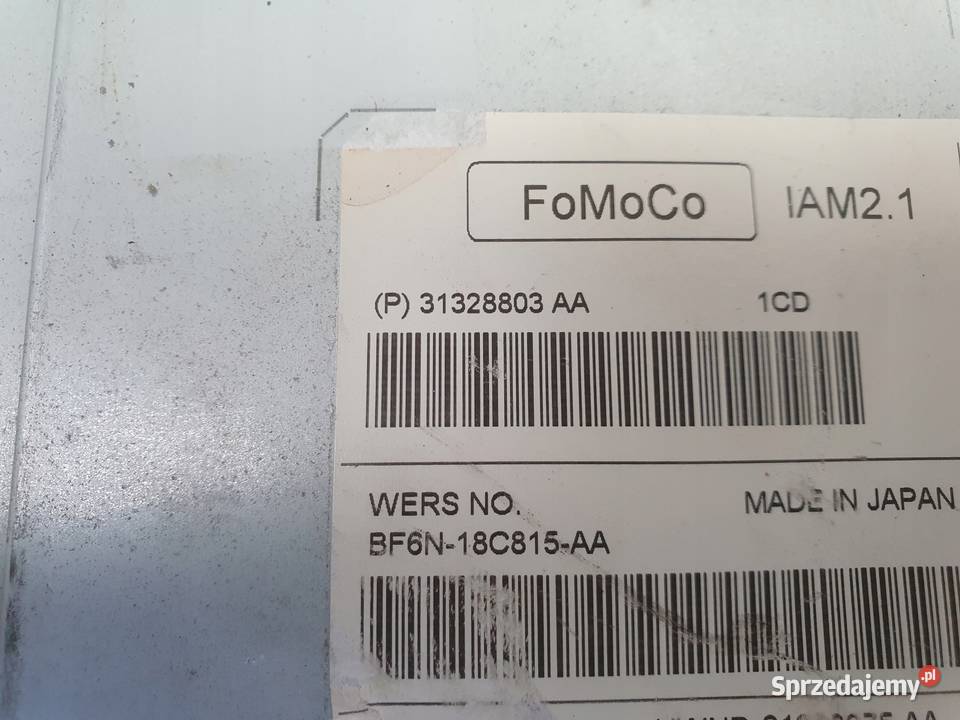 FoMoCo IAM2.1
(P) 31328803 AA 1CD
WERS NO. MADE IN JAPAN
BF6N-18C815-AA
Sprzedajemy.pl